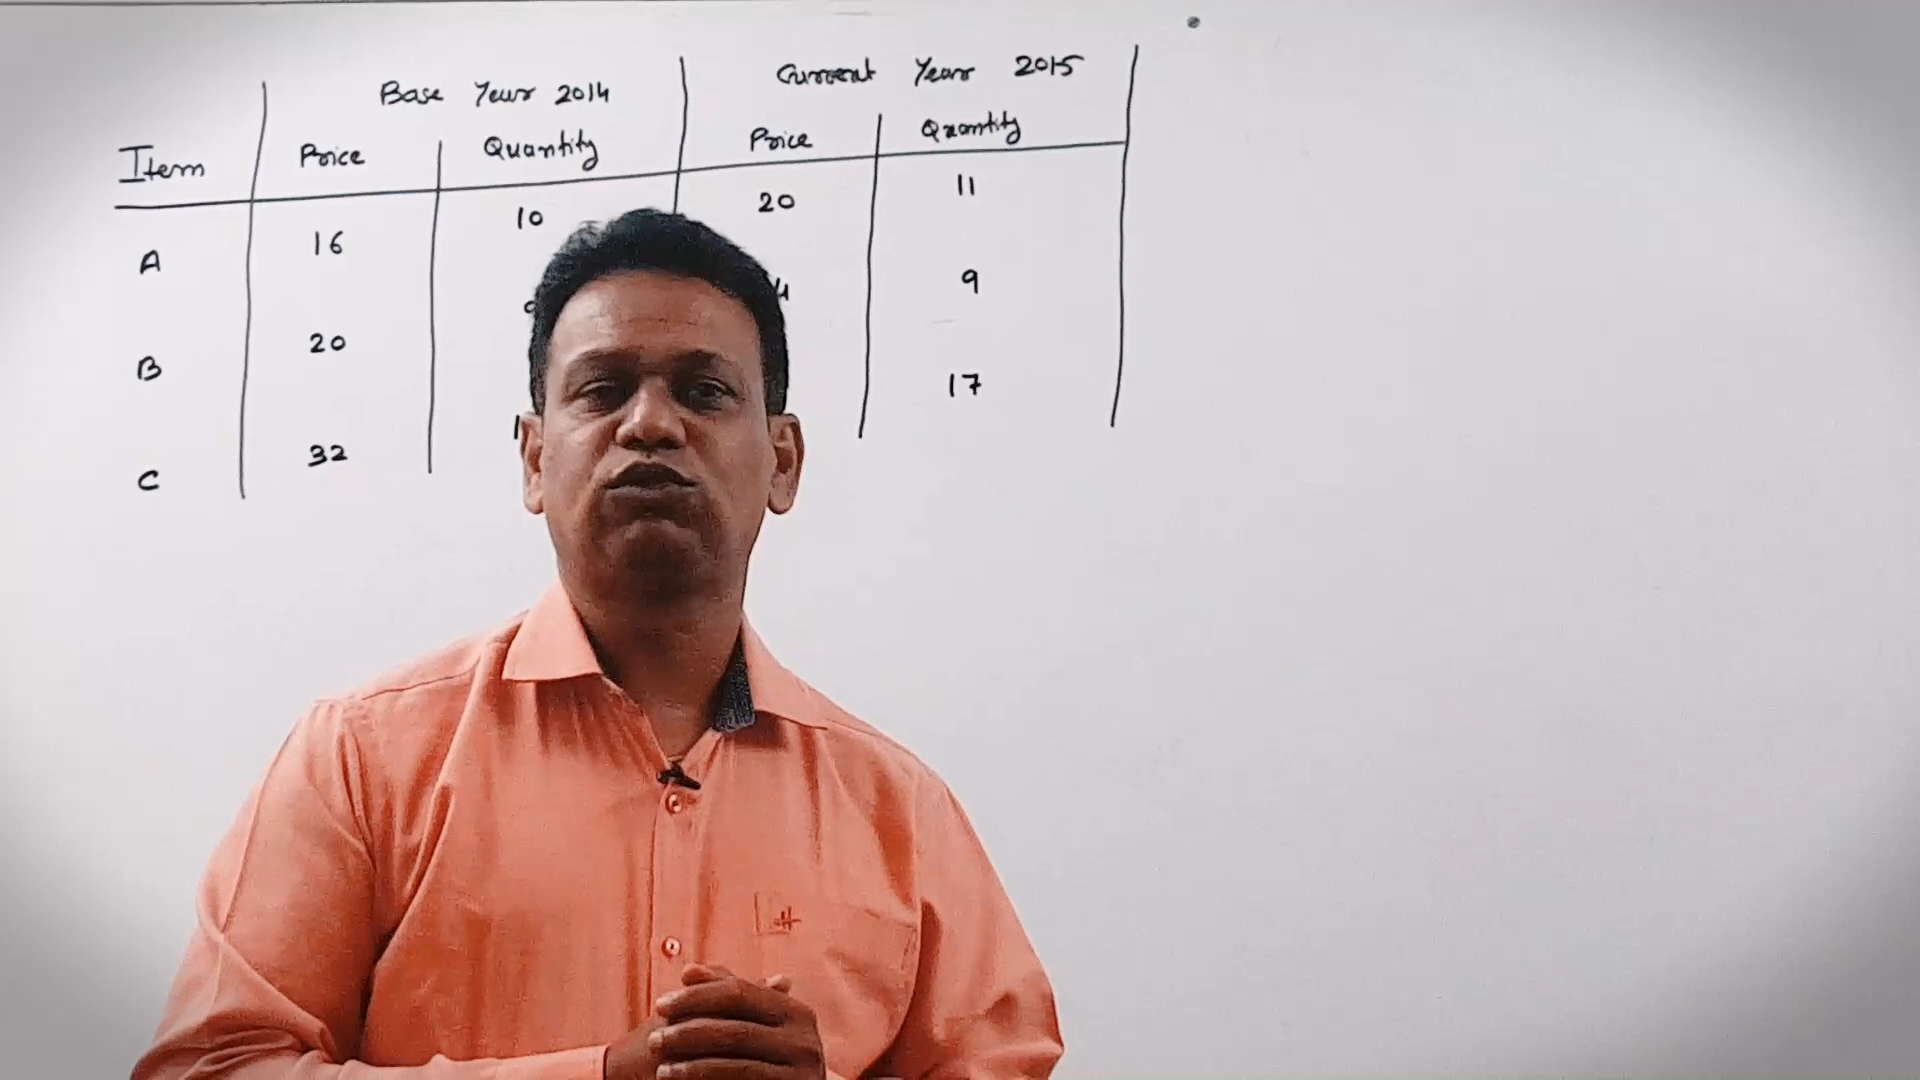 Base Year 2014 Current Year 2015
Item Price Quantity Price Quantity
A 16 10 20 11
B 20 9
C 32 17